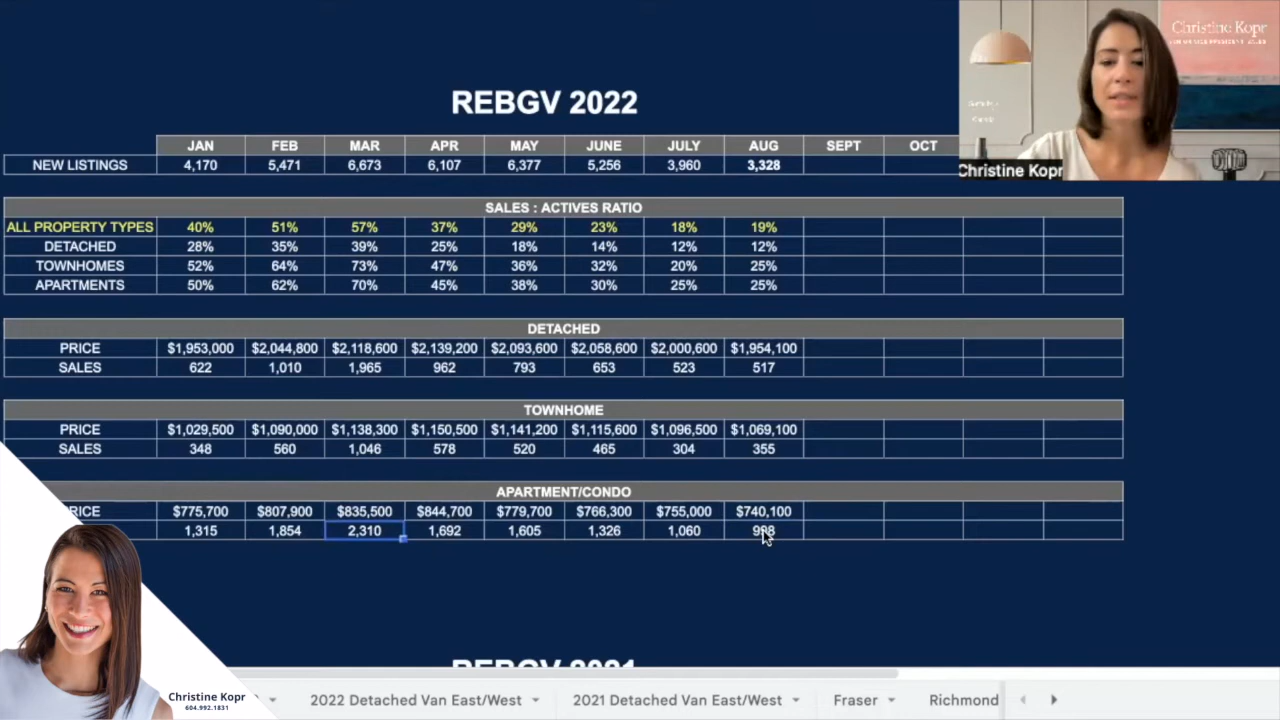 Christine Kopr
REBGV 2022
JAN FEB MAR APR MAY JUNE JULY AUG SEPT OCT
NEW LISTINGS 4,170 5,471 6,673 6,107 6,377 5,256 3,960 3,328
Christine Kopr
SALES : ACTIVES RATIO
ALL PROPERTY TYPES 40% 51% 57% 37% 29% 23% 18% 19%
DETACHED 28% 35% 39% 25% 18% 14% 12% 12%
TOWNHOMES 52% 64% 73% 47% 36% 32% 20% 25%
APARTMENTS 50% 62% 70% 45% 38% 30% 25% 25%
DETACHED
PRICE $1,953,000 $2,044,800 $2,118,600 $2,139,200 $2,093,600 $2,058,600 $2,000,600 $1,954,100
SALES 622 1,010 1,965 962 793 653 523 517
TOWNHOME
PRICE $1,029,500 $1,090,000 $1,138,300 $1,150,500 $1,141,200 $1,115,600 $1,096,500 $1,069,100
SALES 348 560 1,046 578 520 465 304 355
APARTMENT/CONDO
RICE $775,700 $807,900 $835,500 $844,700 $779,700 $766,300 $755,000 $740,100
1,315 1,854 2,310 1,692 1,605 1,326 1,060
REBGV 2021
2022 Detached Van East/West 2021 Detached Van East/West Fraser Richmond
Christine Kopr
604.992.1831